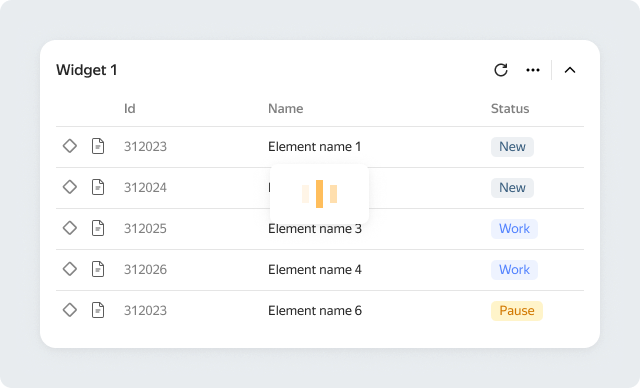 Widget 1
Id Name Status
312023 Element name 1 New
312024 New
312025 Element name 3 Work
312026 Element name 4 Work
312023 Element name 6 Pause